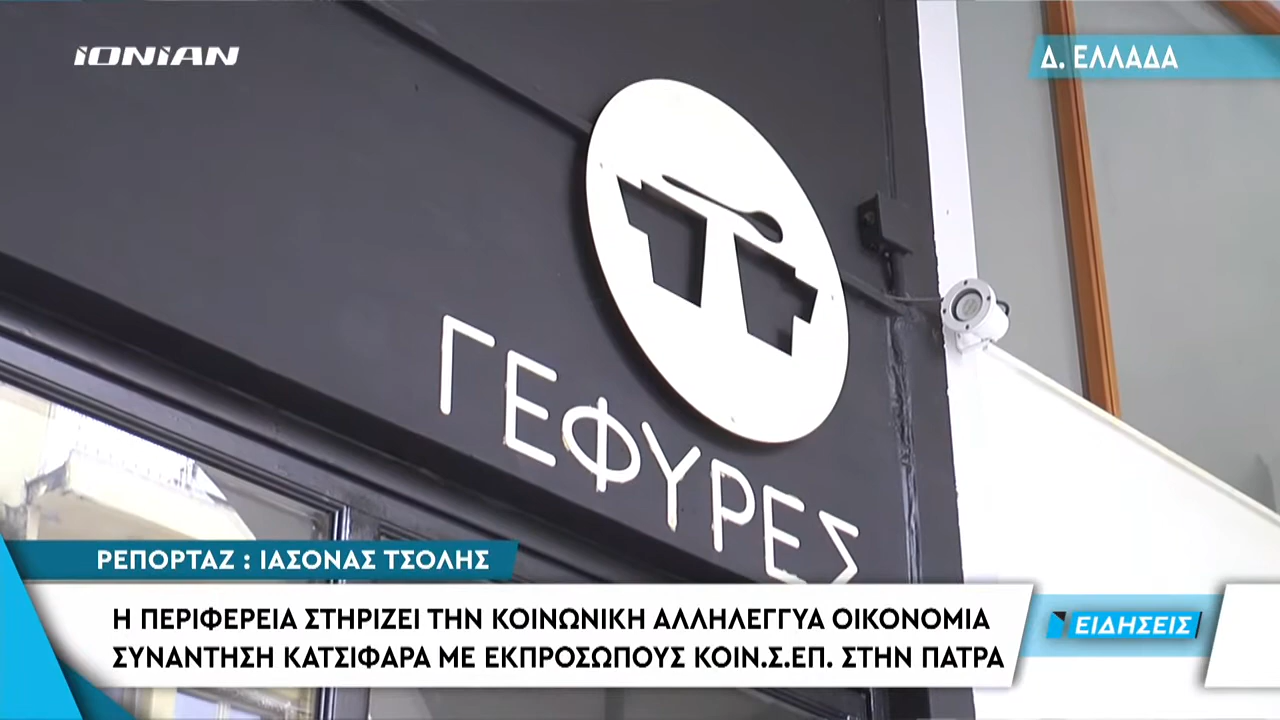 IONIAN
Δ. ΕΛΛΑΔΑ
ΓΕΦΥΡΕΣ
ΡΕΠΟΡΤΑΖ : ΙΑΣΟΝΑΣ ΤΣΟΛΗΣ
Η ΠΕΡΙΦΕΡΕΙΑ ΣΤΗΡΙΖΕΙ ΤΗΝ ΚΟΙΝΩΝΙΚΗ ΑΛΛΗΛΕΓΓΥΑ ΟΙΚΟΝΟΜΙΑ
ΣΥΝΑΝΤΗΣΗ ΚΑΤΣΙΦΑΡΑ ΜΕ ΕΚΠΡΟΣΩΠΟΥΣ ΚΟΙΝ.Σ.ΕΠ. ΣΤΗΝ ΠΑΤΡΑ
ΕΙΔΗΣΕΙΣ